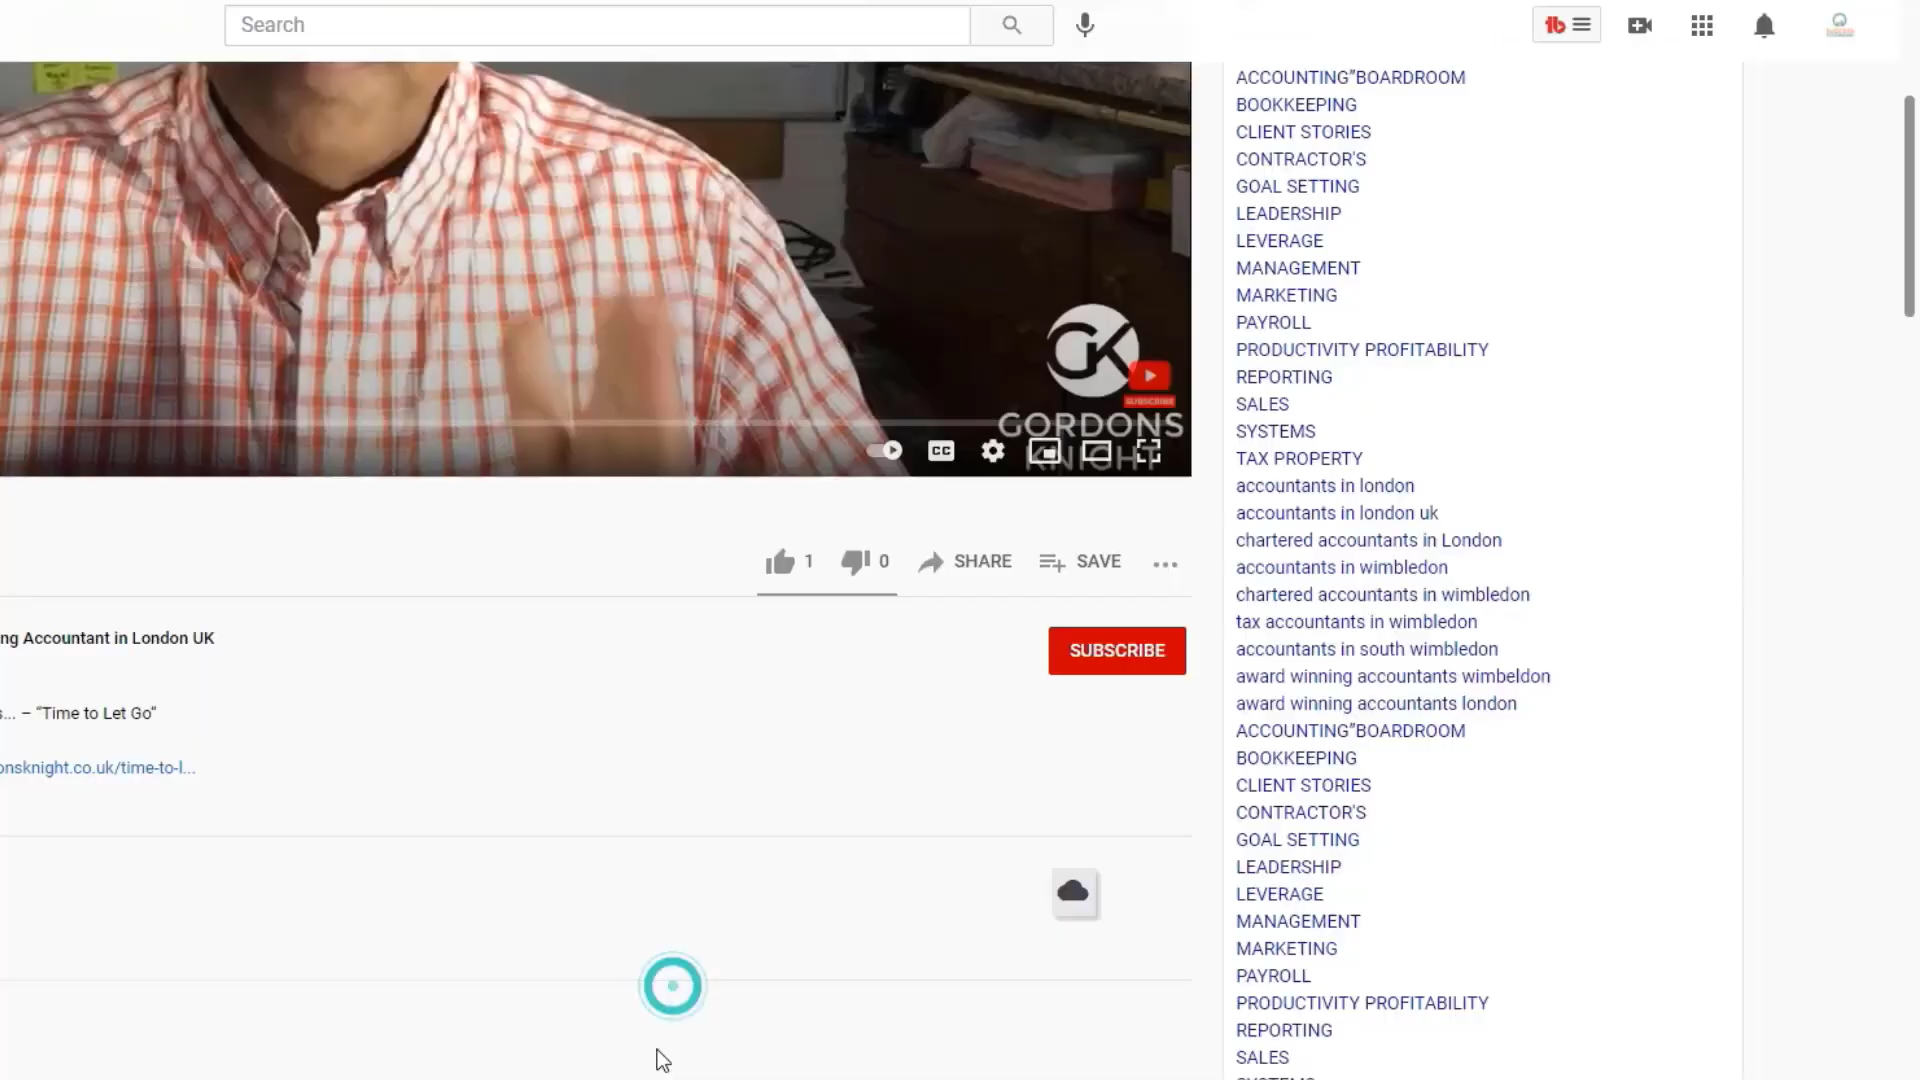 Search
ACCOUNTING"BOARDROOM
BOOKKEEPING
CLIENT STORIES
CONTRACTOR'S
GOAL SETTING
LEADERSHIP
LEVERAGE
MANAGEMENT
MARKETING
PAYROLL
PRODUCTIVITY PROFITABILITY
REPORTING
SALES
SYSTEMS
TAX PROPERTY
accountants in london
accountants in london uk
chartered accountants in London
accountants in wimbledon
chartered accountants in wimbledon
tax accountants in wimbledon
accountants in south wimbledon
award winning accountants wimbeldon
award winning accountants london
ACCOUNTING"BOARDROOM
BOOKKEEPING
CLIENT STORIES
CONTRACTOR'S
GOAL SETTING
LEADERSHIP
LEVERAGE
MANAGEMENT
MARKETING
PAYROLL
PRODUCTIVITY PROFITABILITY
REPORTING
SALES
GK
SUBSCRIBE
GORDONS
KNIGHT
CC
1 0 SHARE SAVE ...
ng Accountant in London UK
SUBSCRIBE
s... – "Time to Let Go"
onsknight.co.uk/time-to-l...